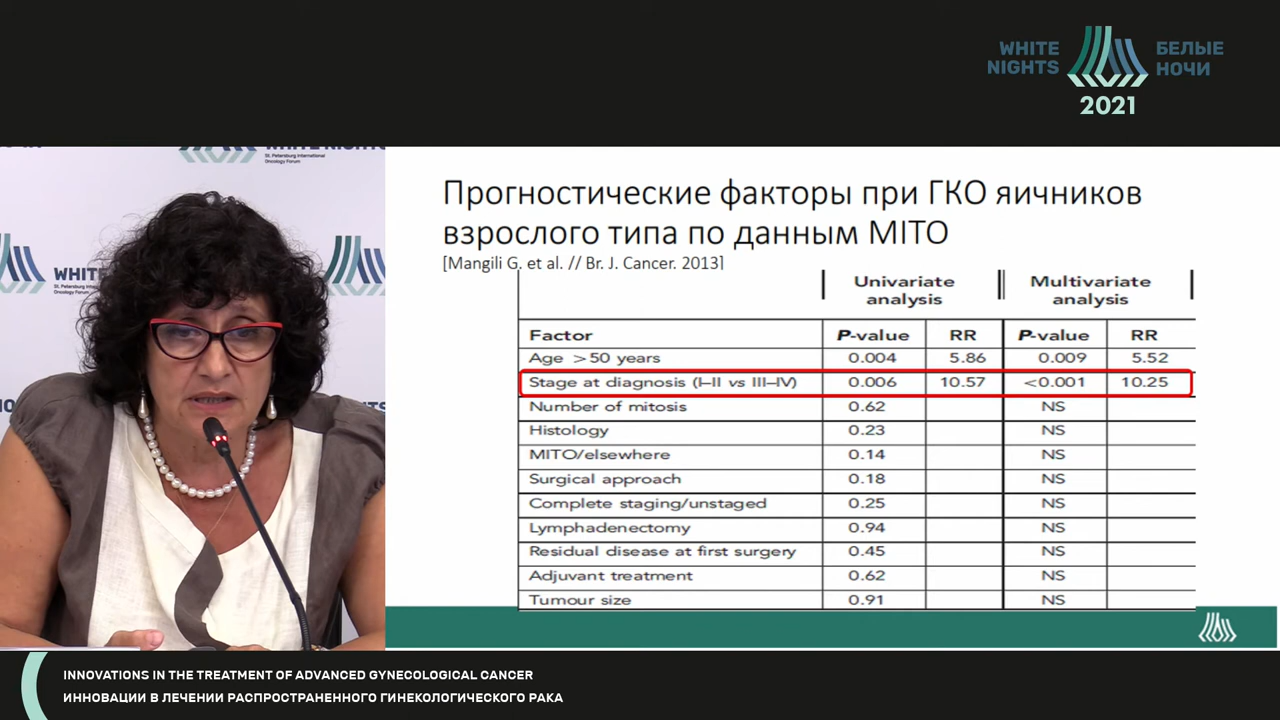 WHITE NIGHTS
БЕЛЫЕ НОЧИ
2021
St. Petersburg International
Oncology Forum
WHITE
Прогностические факторы при ГКО яичников
взрослого типа по данным MITO
[Mangili G. et al. // Br. J. Cancer. 2013]
Univariate analysis Multivariate analysis
Factor P-value RR P-value RR
Age >50 years 0.004 5.86 0.009 5.52
Stage at diagnosis (I–II vs III–IV) 0.006 10.57 <0.001 10.25
Number of mitosis 0.62 NS
Histology 0.23 NS
MITO/elsewhere 0.14 NS
Surgical approach 0.18 NS
Complete staging/unstaged 0.25 NS
Lymphadenectomy 0.94 NS
Residual disease at first surgery 0.45 NS
Adjuvant treatment 0.62 NS
Tumour size 0.91 NS
INNOVATIONS IN THE TREATMENT OF ADVANCED GYNECOLOGICAL CANCER
ИННОВАЦИИ В ЛЕЧЕНИИ РАСПРОСТРАНЕННОГО ГИНЕКОЛОГИЧЕСКОГО РАКА